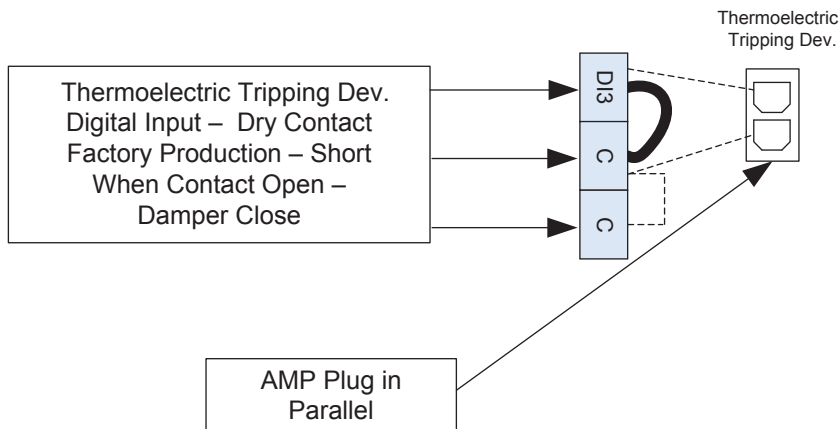 Thermoelectric
Tripping Dev.
Thermoelectric Tripping Dev.
Digital Input – Dry Contact
Factory Production – Short
When Contact Open –
Damper Close
DI3
C
C
AMP Plug in
Parallel